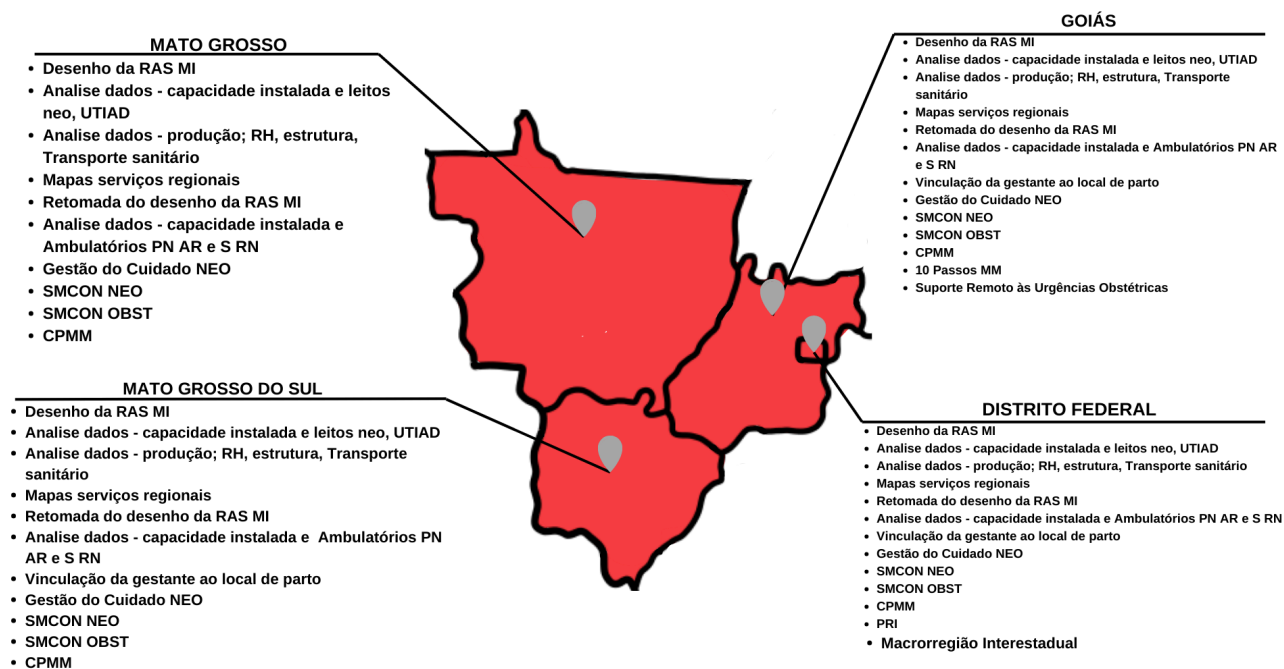 MATO GROSSO
• Desenho da RAS MI
• Analise dados - capacidade instalada e leitos
neo, UTIAD
• Analise dados - produção; RH, estrutura,
Transporte sanitário
• Mapas serviços regionais
• Retomada do desenho da RAS MI
• Analise dados - capacidade instalada e
Ambulatórios PN AR e S RN
• Gestão do Cuidado NEO
• SMCON NEO
• SMCON OBST
• CPMM
GOIÁS
• Desenho da RAS MI
• Analise dados - capacidade instalada e leitos neo, UTIAD
• Analise dados - produção; RH, estrutura, Transporte
sanitário
• Mapas serviços regionais
• Retomada do desenho da RAS MI
• Analise dados - capacidade instalada e Ambulatórios PN AR
e S RN
• Vinculação da gestante ao local de parto
• Gestão do Cuidado NEO
• SMCON NEO
• SMCON OBST
• CPMM
• 10 Passos MM
• Suporte Remoto às Urgências Obstétricas
MATO GROSSO DO SUL
• Desenho da RAS MI
• Analise dados - capacidade instalada e leitos neo, UTIAD
• Analise dados - produção; RH, estrutura, Transporte
sanitário
• Mapas serviços regionais
• Retomada do desenho da RAS MI
• Analise dados - capacidade instalada e  Ambulatórios PN
AR e S RN
• Vinculação da gestante ao local de parto
• Gestão do Cuidado NEO
• SMCON NEO
• SMCON OBST
• CPMM
DISTRITO FEDERAL
• Desenho da RAS MI
• Analise dados - capacidade instalada e leitos neo, UTIAD
• Analise dados - produção; RH, estrutura, Transporte sanitário
• Mapas serviços regionais
• Retomada do desenho da RAS MI
• Analise dados - capacidade instalada e Ambulatórios PN AR e S RN
• Vinculação da gestante ao local de parto
• Gestão do Cuidado NEO
• SMCON NEO
• SMCON OBST
• CPMM
• PRI
• Macrorregião Interestadual